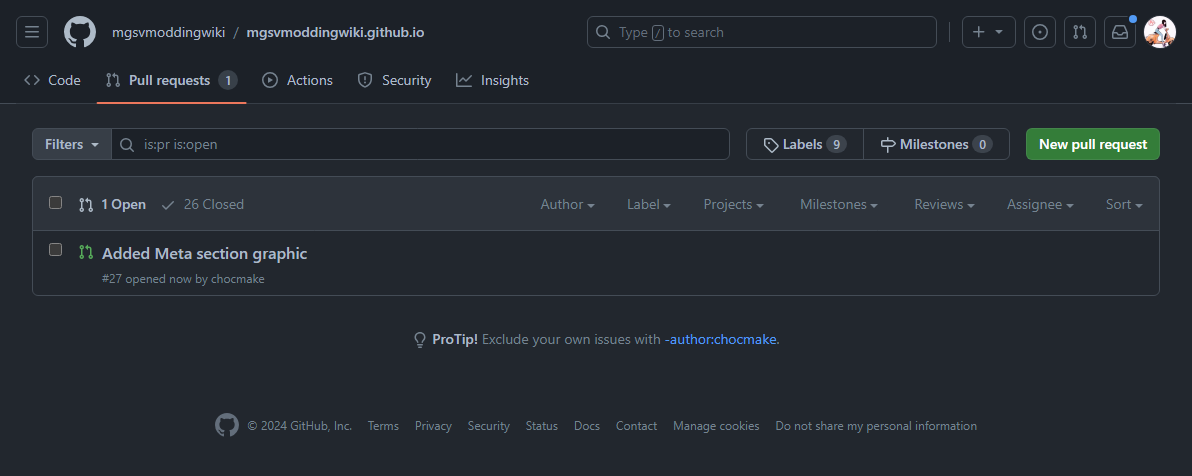 mgsvmoddingwiki / mgsvmoddingwiki.github.io Type / to search
Code Pull requests 1 Actions Security Insights
Filters is:pr is:open Labels 9 Milestones 0 New pull request
1 Open 26 Closed Author Label Projects Milestones Reviews Assignee Sort
Added Meta section graphic
#27 opened now by chocmake
ProTip! Exclude your own issues with -author:chocmake.
© 2024 GitHub, Inc. Terms Privacy Security Status Docs Contact Manage cookies Do not share my personal information